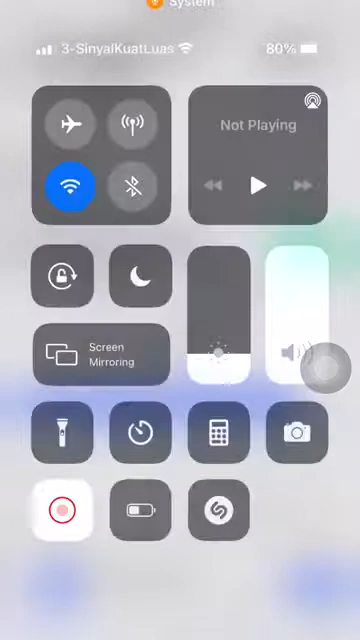 System
3-SinyalKuatLuas
80%
Not Playing
Screen
Mirroring